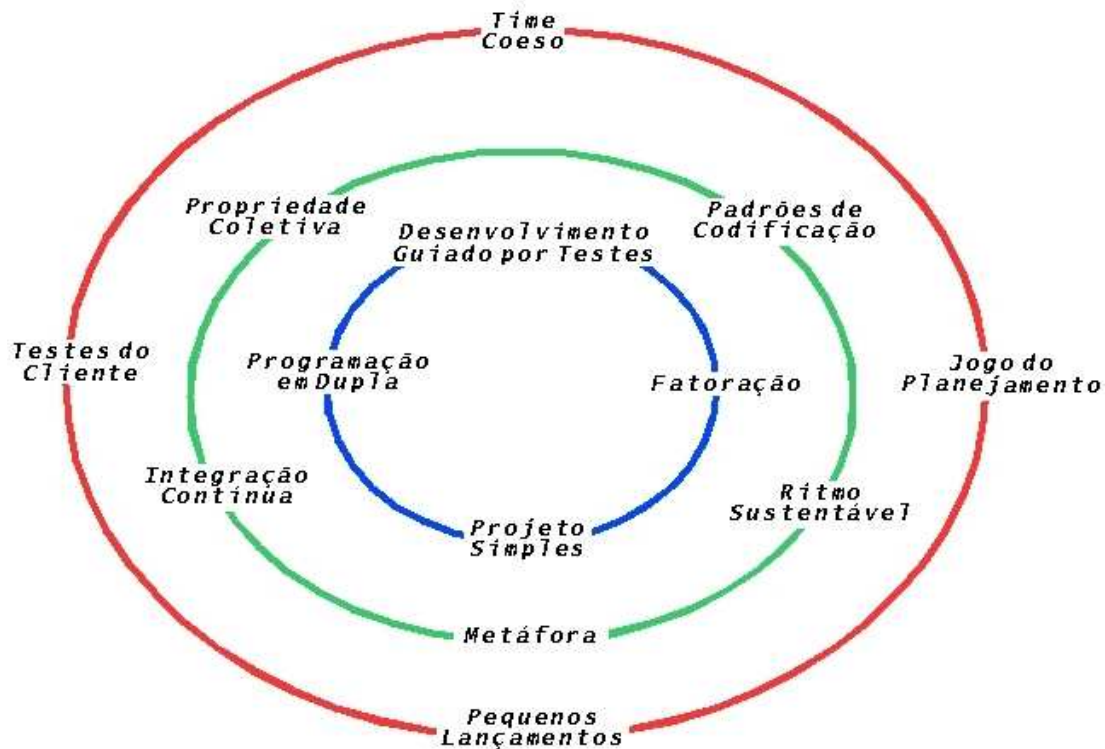 Time
Coeso
Propriedade
Coletiva
Padrões de
Codificação
Desenvolvimento
Guiado por Testes
Testes do
Cliente
Programação
em Dupla
Fatoração
Jogo do
Planejamento
Integração
Contínua
Ritmo
Sustentável
Projeto
Simples
Metáfora
Pequenos
Lançamentos